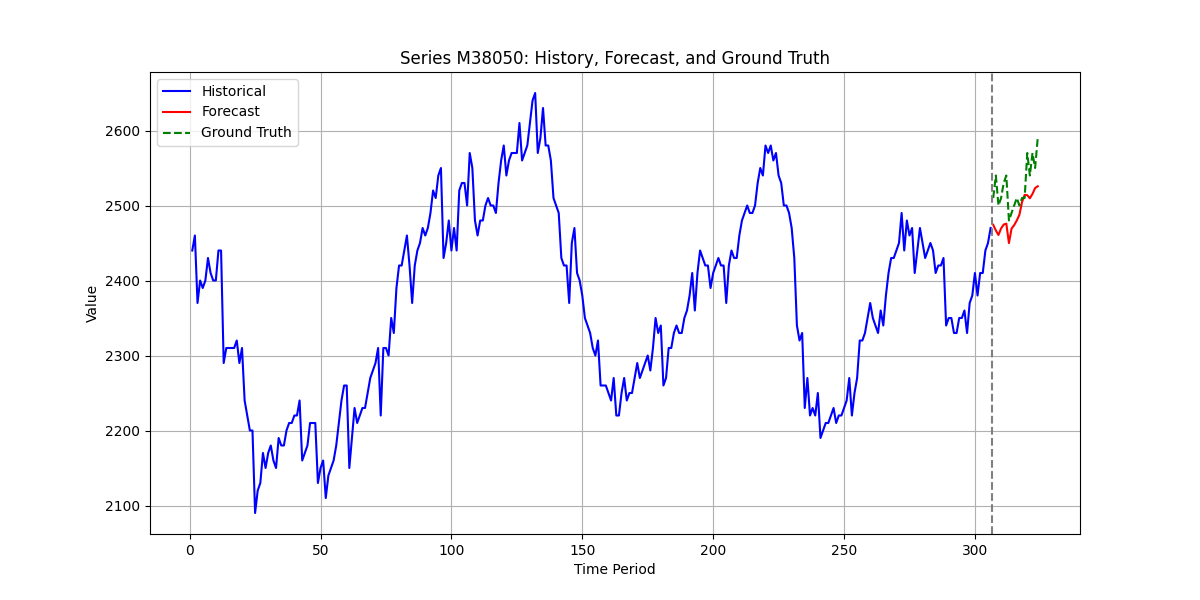 Series M38050: History, Forecast, and Ground Truth
Historical
Forecast
Ground Truth
Value
2600
2500
2400
2300
2200
2100
0 50 100 150 200 250 300
Time Period